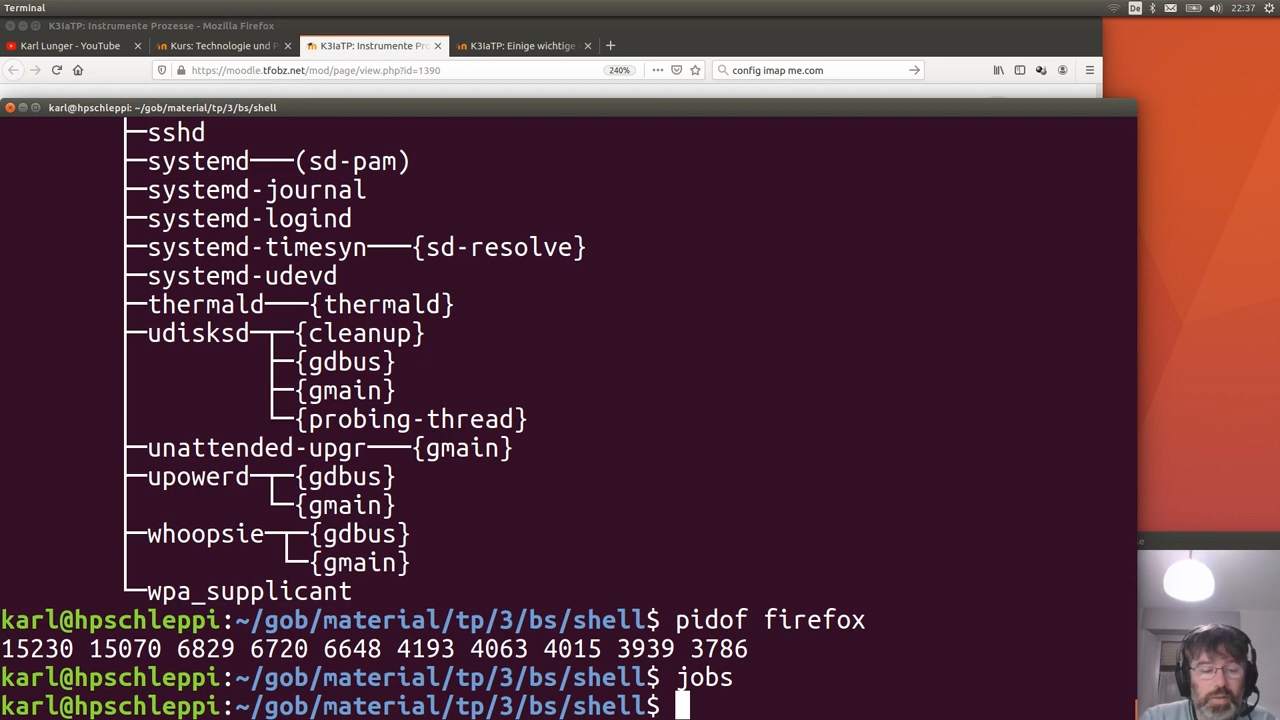 Terminal
De
22:37
K3IaTP: Instrumente Prozesse - Mozilla Firefox
Karl Lunger - YouTube
Kurs: Technologie und P
K3IaTP: Instrumente Pro
K3IaTP: Einige wichtige
https://moodle.tfobz.net/mod/page/view.php?id=1390
240%
config imap me.com
karl@hpschleppi: ~/gob/material/tp/3/bs/shell
├─sshd
├─systemd───(sd-pam)
├─systemd-journal
├─systemd-logind
├─systemd-timesyn───{sd-resolve}
├─systemd-udevd
├─thermald───{thermald}
├─udisksd─┬─{cleanup}
├─{gdbus}
├─{gmain}
└─{probing-thread}
├─unattended-upgr───{gmain}
├─upowerd─┬─{gdbus}
└─{gmain}
├─whoopsie─┬─{gdbus}
└─{gmain}
└─wpa_supplicant
karl@hpschleppi:~/gob/material/tp/3/bs/shell$ pidof firefox
15230 15070 6829 6720 6648 4193 4063 4015 3939 3786
karl@hpschleppi:~/gob/material/tp/3/bs/shell$ jobs
karl@hpschleppi:~/gob/material/tp/3/bs/shell$